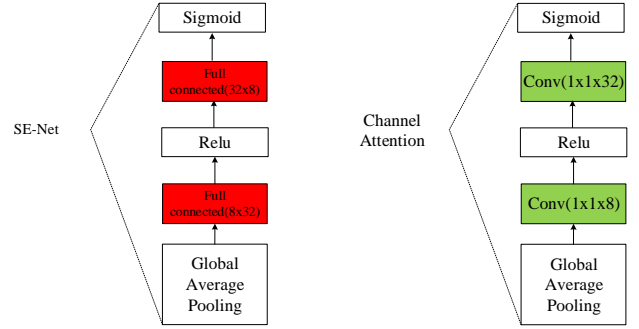 Sigmoid
Full
connected(32x8)
SE-Net
Relu
Full
connected(8x32)
Global
Average
Pooling
Sigmoid
Conv(1x1x32)
Channel
Attention
Relu
Conv(1x1x8)
Global
Average
Pooling